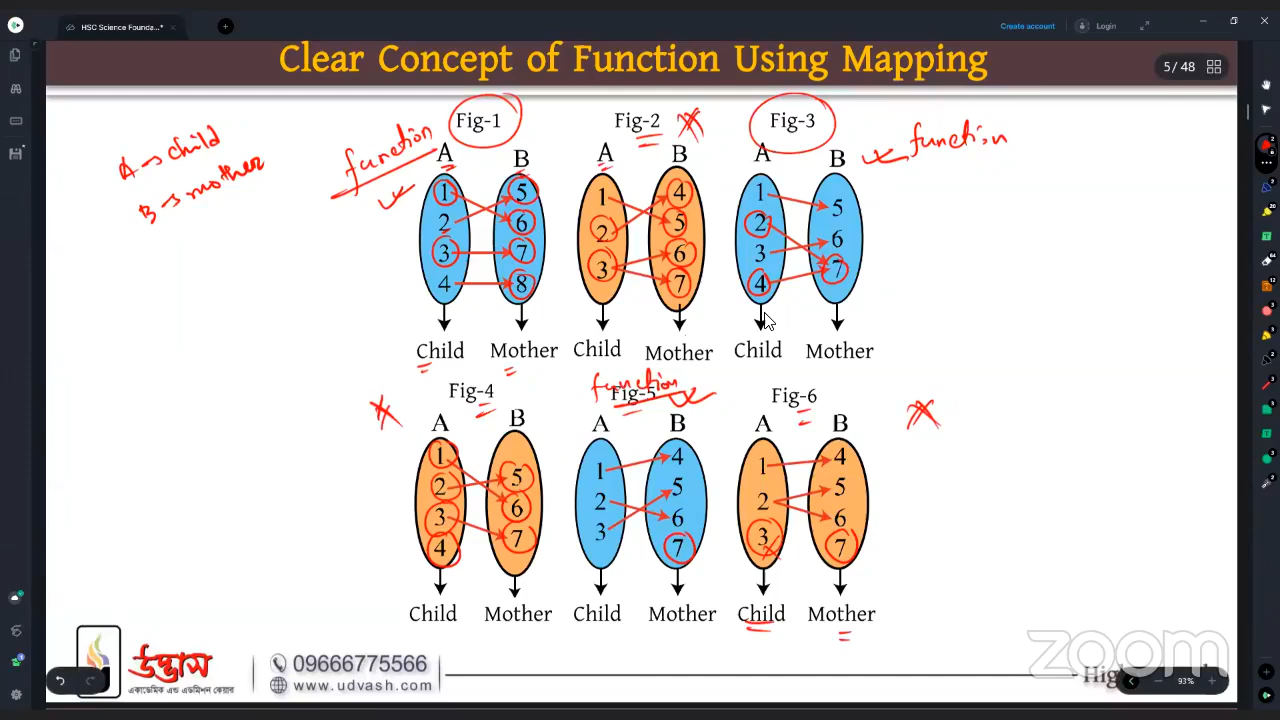 HSC Science Founda...*
Create account
Login
Clear Concept of Function Using Mapping
5 / 48
A → child
B → mother
Fig-1
Fig-2
Fig-3
function
function
A B A B A B
1 5 1 4 1 5
2 6 2 5 2 6
3 7 3 6 3 7
4 8 7 4
Child Mother Child Mother Child Mother
function
Fig-4 Fig-5 Fig-6
A B A B A B
1 5 1 4 1 4
2 6 2 5 2 5
3 7 3 6 3 6
4 7 7
Child Mother Child Mother Child Mother
উদ্ভাস
একাডেমিক এন্ড এডমিশন কেয়ার
09666775566
www.udvash.com
zoom
93%